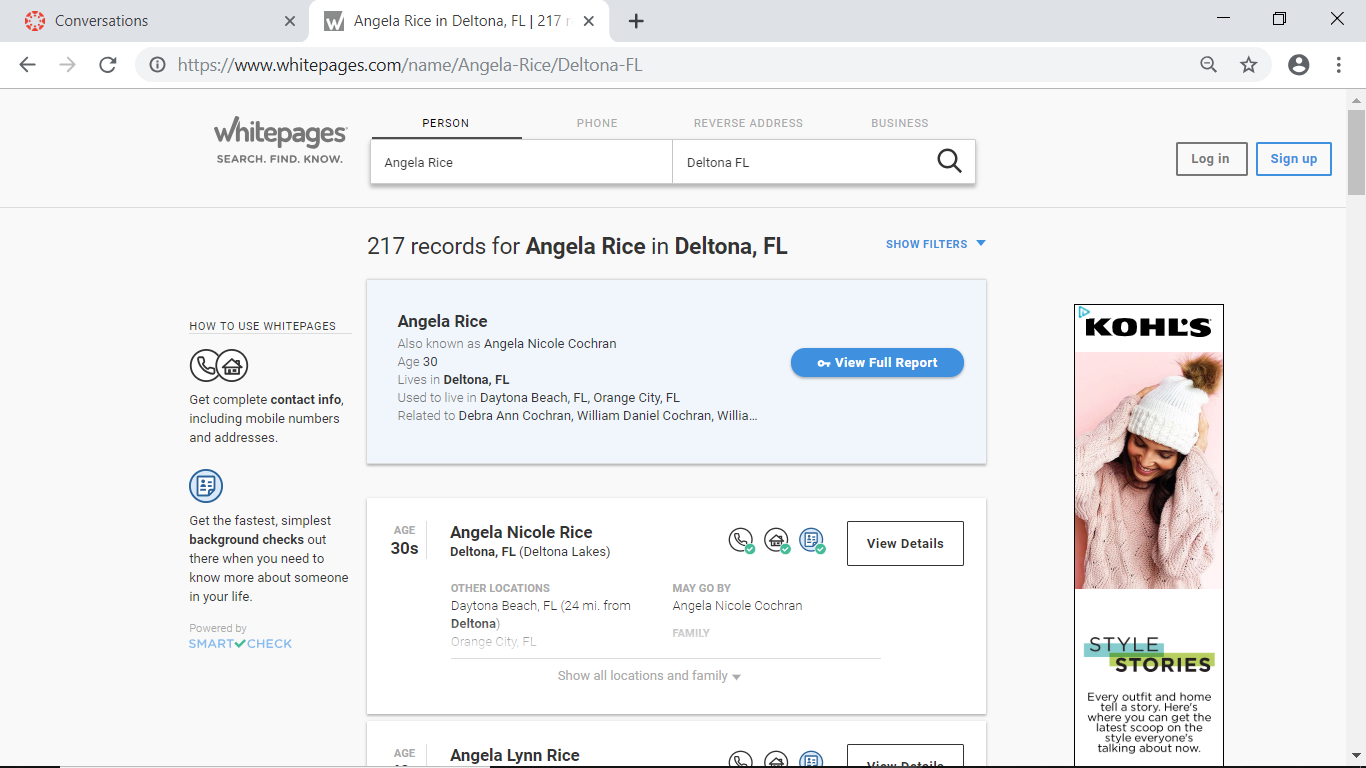 Conversations
Angela Rice in Deltona, FL | 217 r
https://www.whitepages.com/name/Angela-Rice/Deltona-FL
whitepages
SEARCH. FIND. KNOW.
PERSON
PHONE
REVERSE ADDRESS
BUSINESS
Angela Rice
Deltona FL
Log in
Sign up
217 records for Angela Rice in Deltona, FL
SHOW FILTERS
HOW TO USE WHITEPAGES
Get complete contact info,
including mobile numbers
and addresses.
Get the fastest, simplest
background checks out
there when you need to
know more about someone
in your life.
Powered by
SMARTCHECK
Angela Rice
Also known as Angela Nicole Cochran
Age 30
Lives in Deltona, FL
Used to live in Daytona Beach, FL, Orange City, FL
Related to Debra Ann Cochran, William Daniel Cochran, Willia...
View Full Report
AGE
30s
Angela Nicole Rice
Deltona, FL (Deltona Lakes)
View Details
OTHER LOCATIONS
Daytona Beach, FL (24 mi. from
Deltona)
Orange City, FL
MAY GO BY
Angela Nicole Cochran
FAMILY
Show all locations and family
AGE
Angela Lynn Rice
View Details
KOHL'S
STYLE
STORIES
Every outfit and home
tell a story. Here's
where you can get the
latest scoop on the
style everyone's
talking about now.